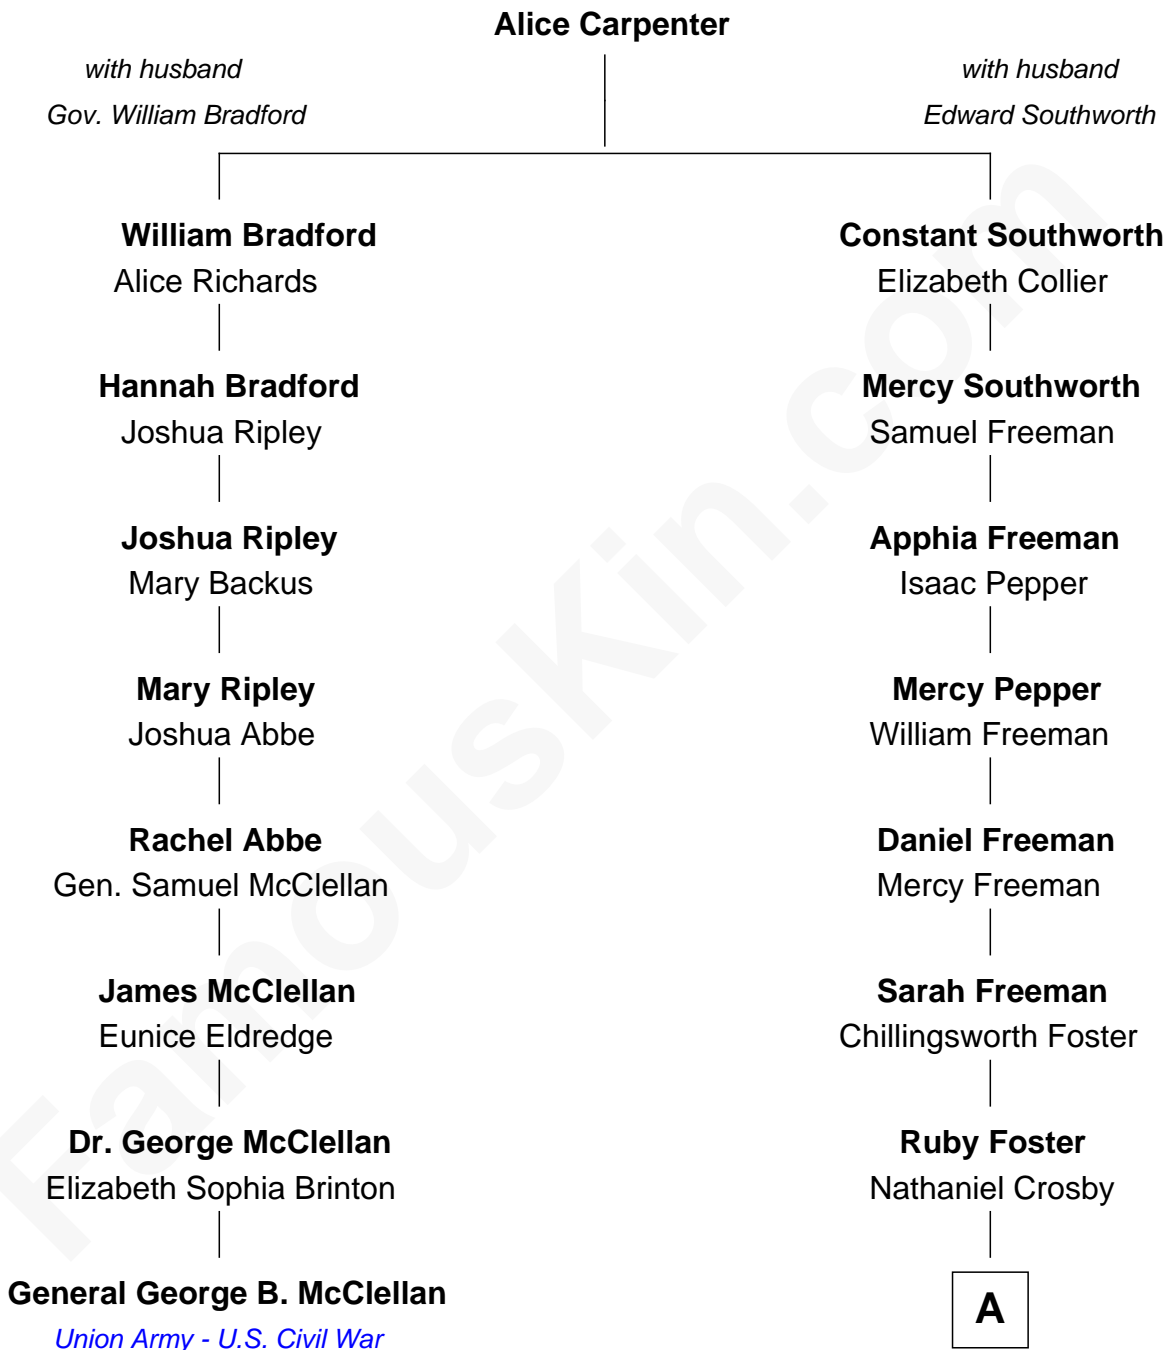 Alice Carpenter
with husband
Gov. William Bradford
with husband
Edward Southworth
William Bradford
Alice Richards
Constant Southworth
Elizabeth Collier
Hannah Bradford
Joshua Ripley
Mercy Southworth
Samuel Freeman
Joshua Ripley
Mary Backus
Apphia Freeman
Isaac Pepper
Mary Ripley
Joshua Abbe
Mercy Pepper
William Freeman
Rachel Abbe
Gen. Samuel McClellan
Daniel Freeman
Mercy Freeman
James McClellan
Eunice Eldredge
Sarah Freeman
Chillingsworth Foster
Dr. George McClellan
Elizabeth Sophia Brinton
Ruby Foster
Nathaniel Crosby
General George B. McClellan
Union Army - U.S. Civil War
A
FamousKin.com